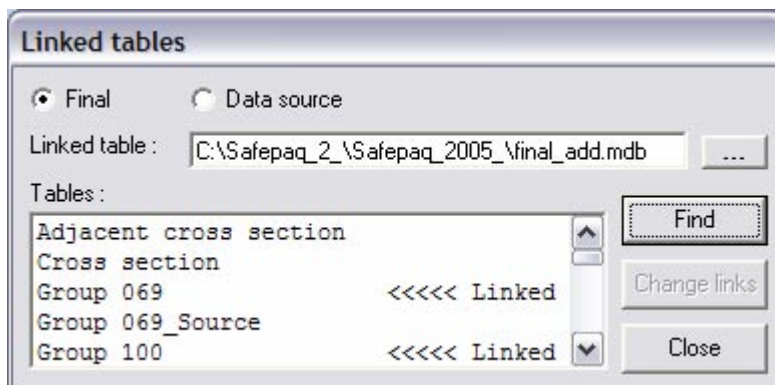 Linked tables
Final Data source
Linked table : C:\Safepaq_2_\Safepaq_2005_\final_add.mdb ...
Tables :
Adjacent cross section
Cross section
Group 069 <<<<< Linked
Group 069_Source
Group 100 <<<<< Linked
Find
Change links
Close